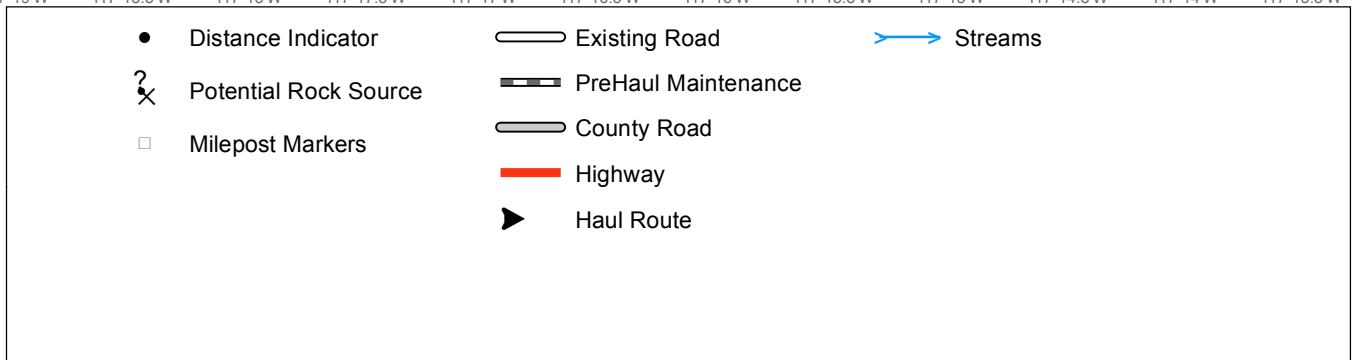 Distance Indicator
Existing Road
Streams
?
Potential Rock Source
PreHaul Maintenance
Milepost Markers
County Road
Highway
Haul Route